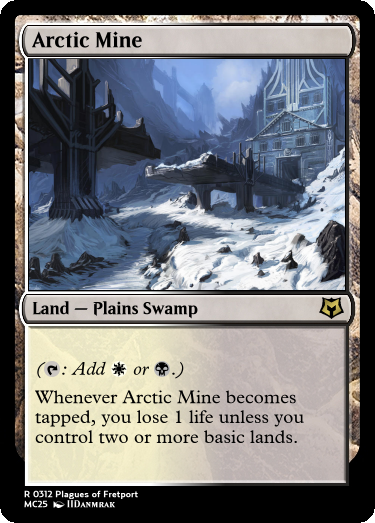 Arctic Mine
Land — Plains Swamp
(T: Add or .)
Whenever Arctic Mine becomes
tapped, you lose 1 life unless you
control two or more basic lands.
R 0312 Plagues of Fretport
MC25 IIDanmrak